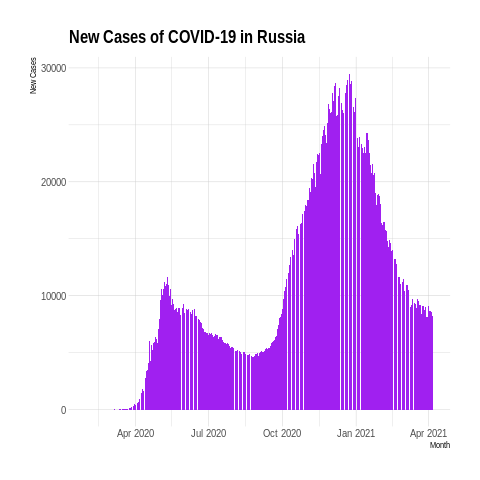 New Cases of COVID-19 in Russia
New Cases
30000
20000
10000
0
Apr 2020 Jul 2020 Oct 2020 Jan 2021 Apr 2021
Month